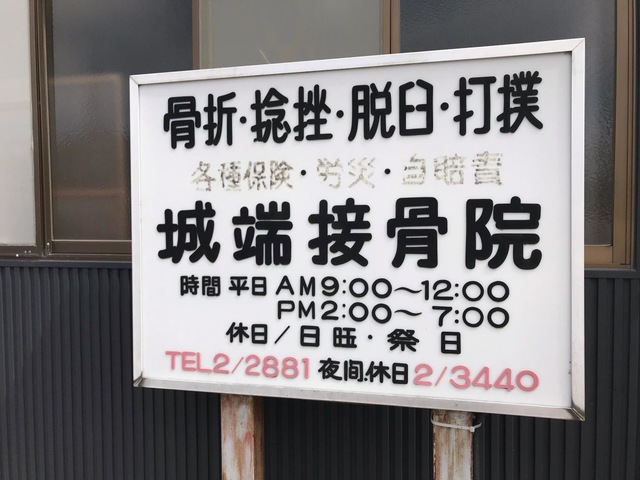 骨折・捻挫・脱臼・打撲
各種保険・労災・自賠責
城端接骨院
時間 平日 AM9:00〜12:00
PM2:00〜 7:00
休日/日旺・祭日
TEL2/2881 夜间.休日2/3440